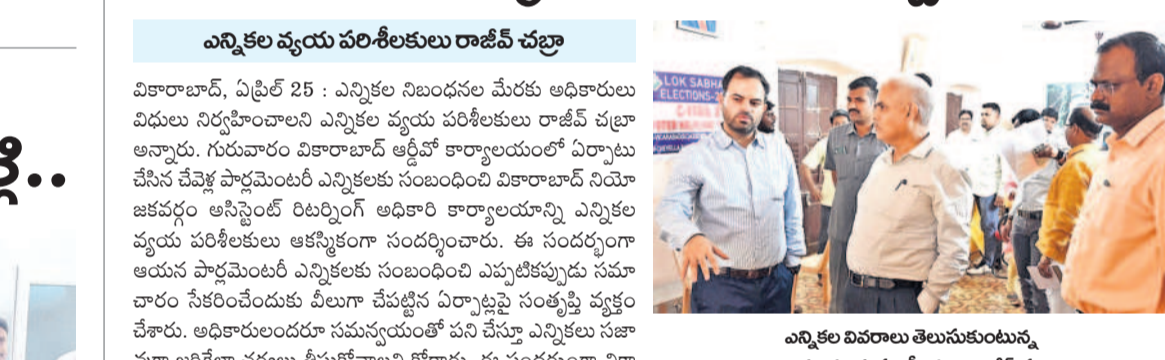 ఎన్నికల వ్యయ పరిశీలకులు రాజీవ్ చబ్రా
వికారాబాద్, ఏప్రిల్ 25 : ఎన్నికల నిబంధనల మేరకు అధికారులు
విధులు నిర్వహించాలని ఎన్నికల వ్యయ పరిశీలకులు రాజీవ్ చబ్రా
అన్నారు. గురువారం వికారాబాద్ ఆర్డీవో కార్యాలయంలో ఏర్పాటు
చేసిన చేవెళ్ల పార్లమెంటరీ ఎన్నికలకు సంబంధించి వికారాబాద్ నియో
జకవర్గం అసిస్టెంట్ రిటర్నింగ్ అధికారి కార్యాలయాన్ని ఎన్నికల
వ్యయ పరిశీలకులు ఆకస్మికంగా సందర్శించారు. ఈ సందర్భంగా
ఆయన పార్లమెంటరీ ఎన్నికలకు సంబంధించి ఎప్పటికప్పుడు సమా
చారం సేకరించేందుకు వీలుగా చేపట్టిన ఏర్పాట్లపై సంతృప్తి వ్యక్తం
చేశారు. అధికారులందరూ సమన్వయంతో పని చేస్తూ ఎన్నికలు సజా
LOK SABHA
ELECTIONS-2
ఎన్నికల వివరాలు తెలుసుకుంటున్న